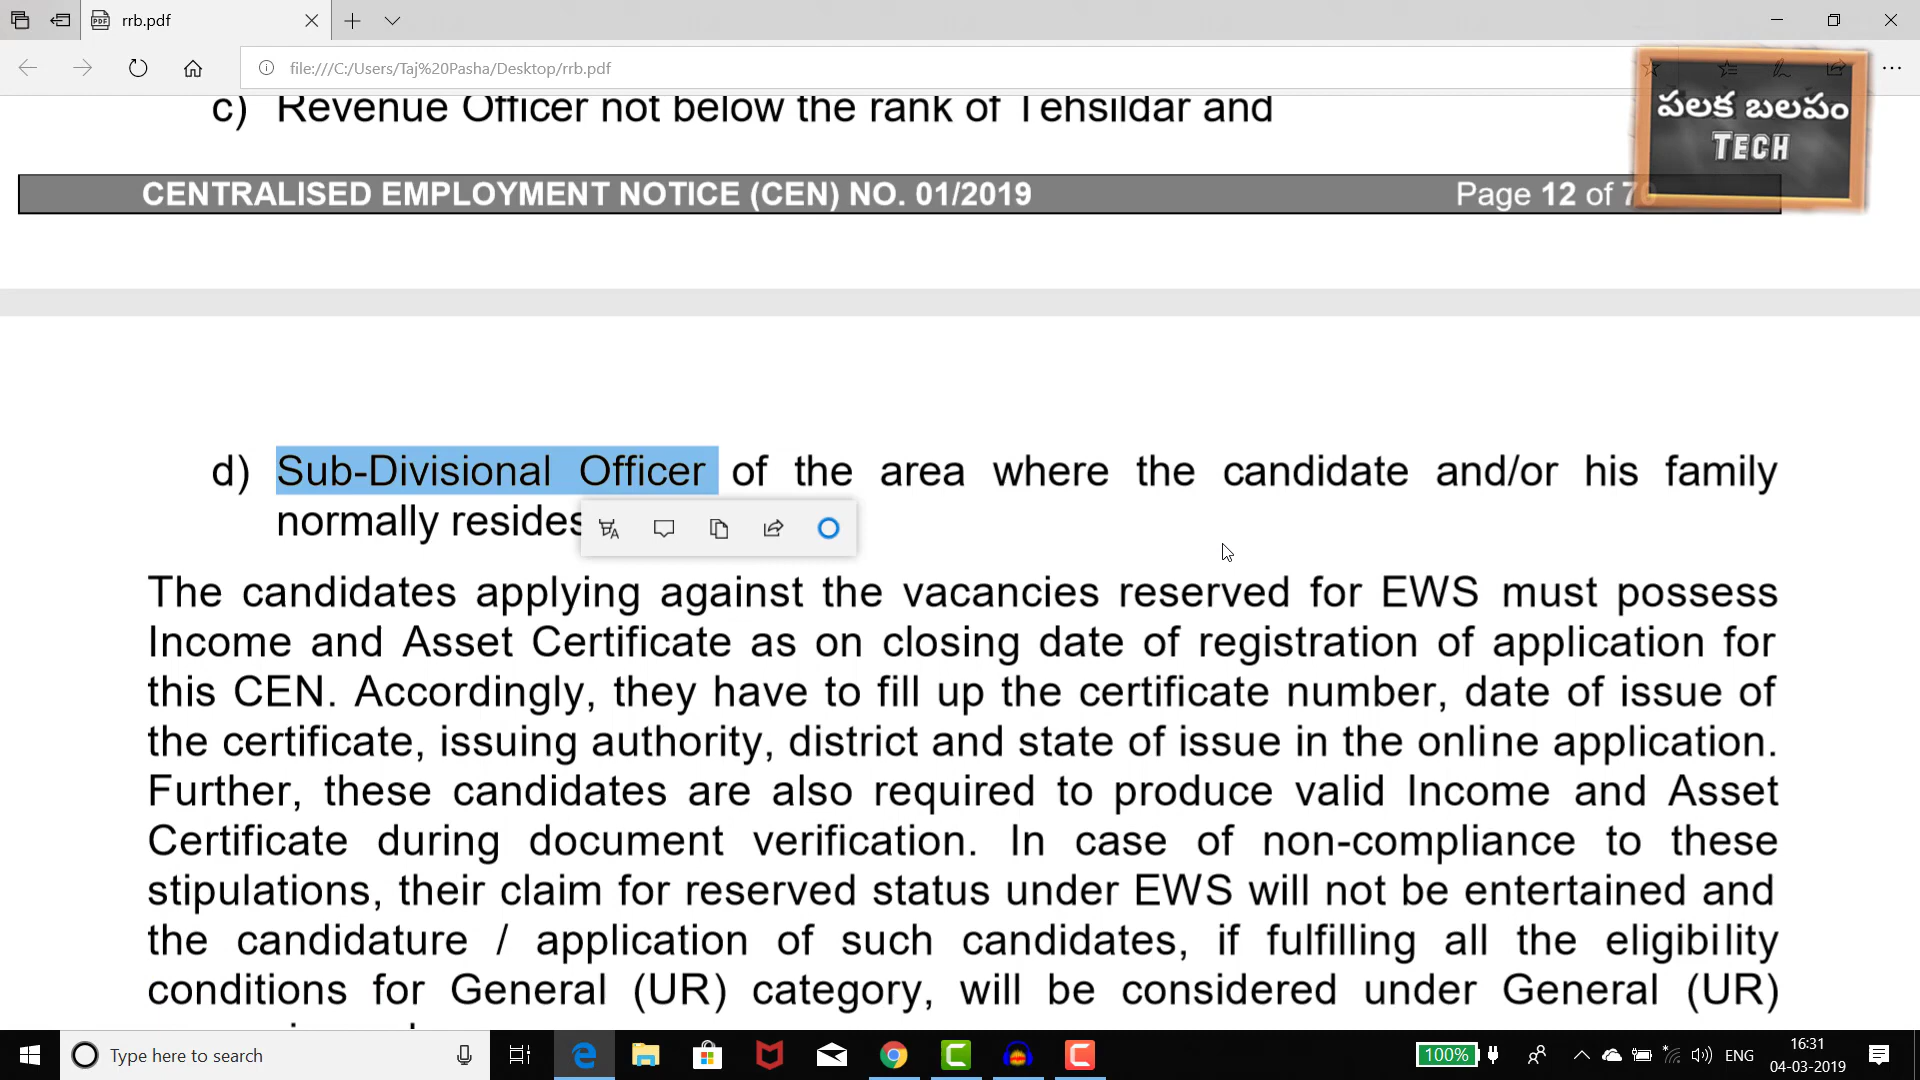 rrb.pdf
file:///C:/Users/Taj%20Pasha/Desktop/rrb.pdf
పలక బలపం
TECH
c) Revenue Officer not below the rank of Tehsildar and
CENTRALISED EMPLOYMENT NOTICE (CEN) NO. 01/2019 Page 12 of 70
d) Sub-Divisional Officer of the area where the candidate and/or his family
normally resides
The candidates applying against the vacancies reserved for EWS must possess
Income and Asset Certificate as on closing date of registration of application for
this CEN. Accordingly, they have to fill up the certificate number, date of issue of
the certificate, issuing authority, district and state of issue in the online application.
Further, these candidates are also required to produce valid Income and Asset
Certificate during document verification. In case of non-compliance to these
stipulations, their claim for reserved status under EWS will not be entertained and
the candidature / application of such candidates, if fulfilling all the eligibility
conditions for General (UR) category, will be considered under General (UR)
Type here to search
100%
ENG
16:31
04-03-2019